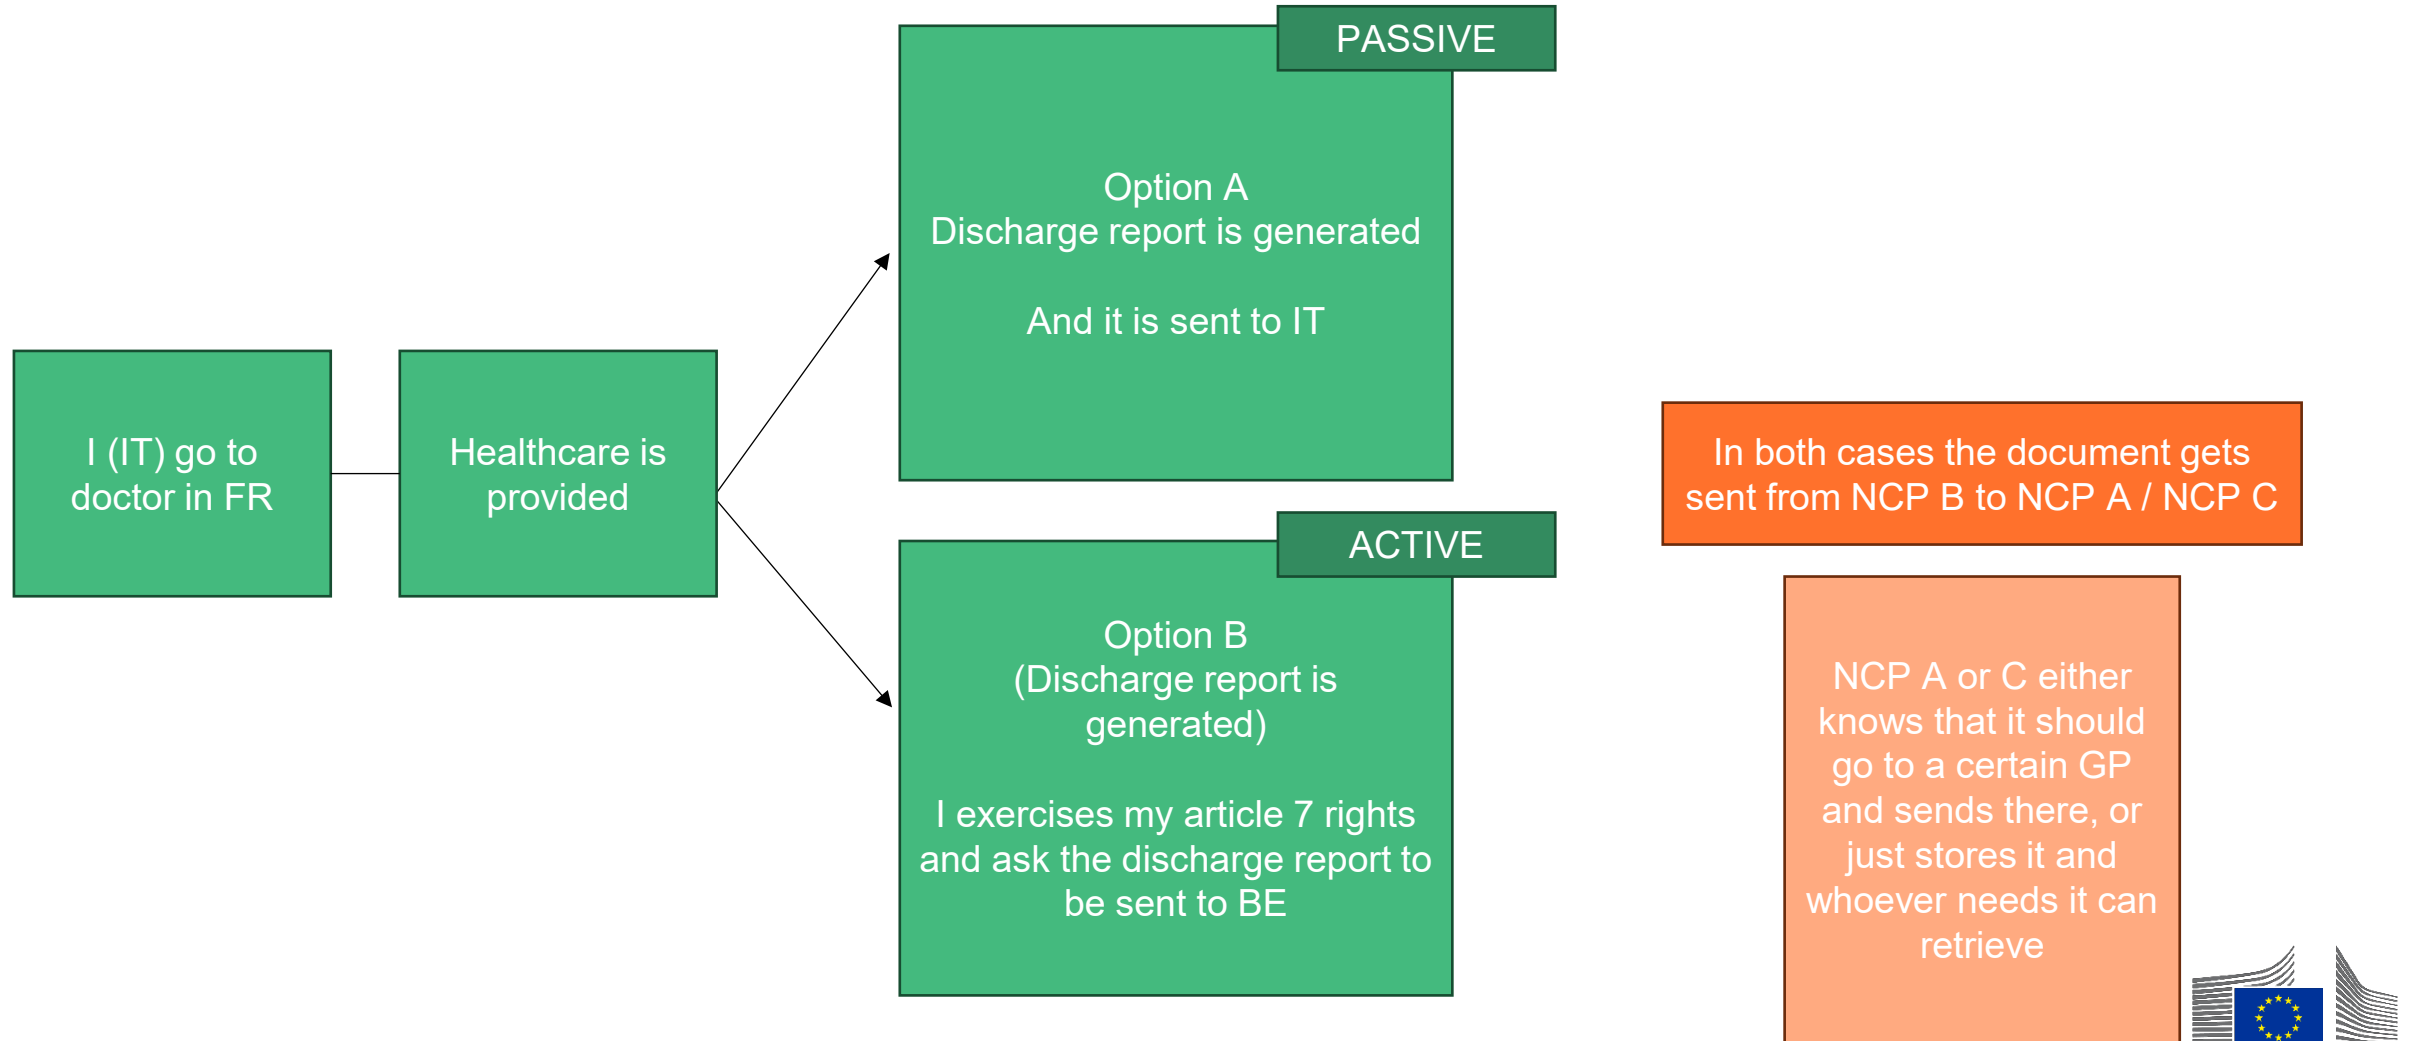 I (IT) go to
doctor in FR
Healthcare is
provided
PASSIVE
Option A
Discharge report is generated
And it is sent to IT
ACTIVE
Option B
(Discharge report is
generated)
I exercises my article 7 rights
and ask the discharge report to
be sent to BE
In both cases the document gets
sent from NCP B to NCP A / NCP C
NCP A or C either
knows that it should
go to a certain GP
and sends there, or
just stores it and
whoever needs it can
retrieve